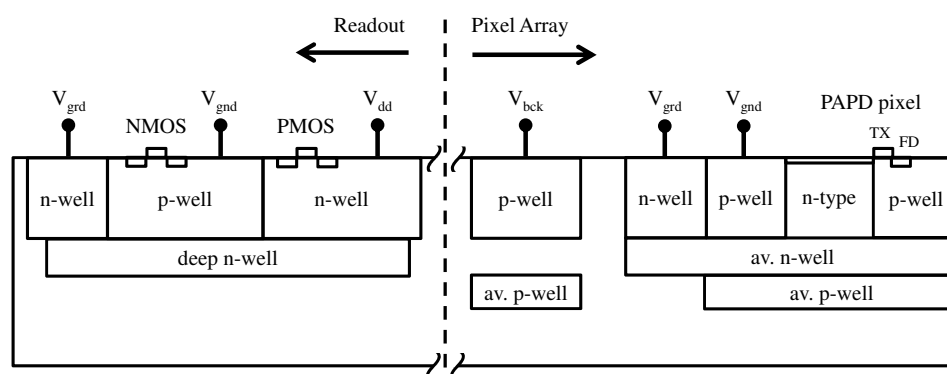 Readout
Pixel Array
V_grd
V_gnd
V_dd
V_bck
V_grd
V_gnd
PAPD pixel
NMOS
PMOS
TX
FD
n-well
p-well
n-well
p-well
n-well
p-well
n-type
p-well
deep n-well
av. n-well
av. p-well
av. p-well